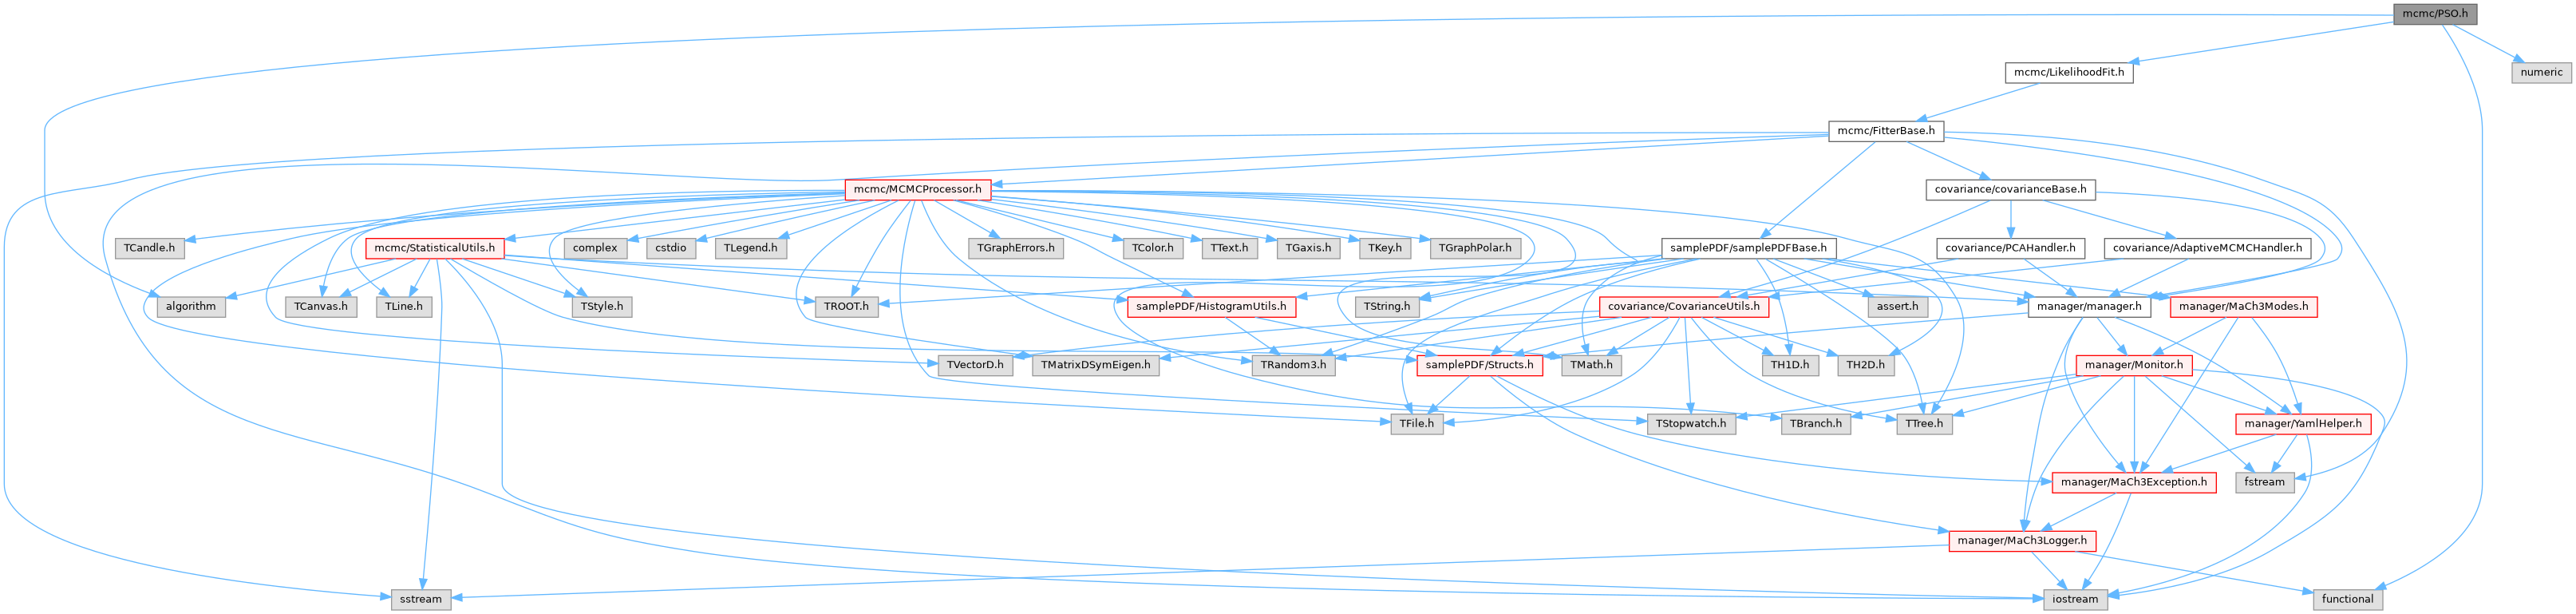 mcmc/PSO.h
mcmc/LikelihoodFit.h
numeric
mcmc/FitterBase.h
mcmc/MCMCProcessor.h
covariance/covarianceBase.h
TCandle.h
mcmc/StatisticalUtils.h
complex
cstdio
TLegend.h
TGraphErrors.h
TColor.h
TText.h
TGaxis.h
TKey.h
TGraphPolar.h
samplePDF/samplePDFBase.h
covariance/PCAHandler.h
covariance/AdaptiveMCMCHandler.h
algorithm
TCanvas.h
TLine.h
TStyle.h
TROOT.h
samplePDF/HistogramUtils.h
TString.h
covariance/CovarianceUtils.h
assert.h
manager/manager.h
manager/MaCh3Modes.h
TVectorD.h
TMatrixDSymEigen.h
TRandom3.h
samplePDF/Structs.h
TMath.h
TH1D.h
TH2D.h
manager/Monitor.h
TFile.h
TStopwatch.h
TBranch.h
TTree.h
manager/YamlHelper.h
manager/MaCh3Exception.h
fstream
manager/MaCh3Logger.h
sstream
iostream
functional